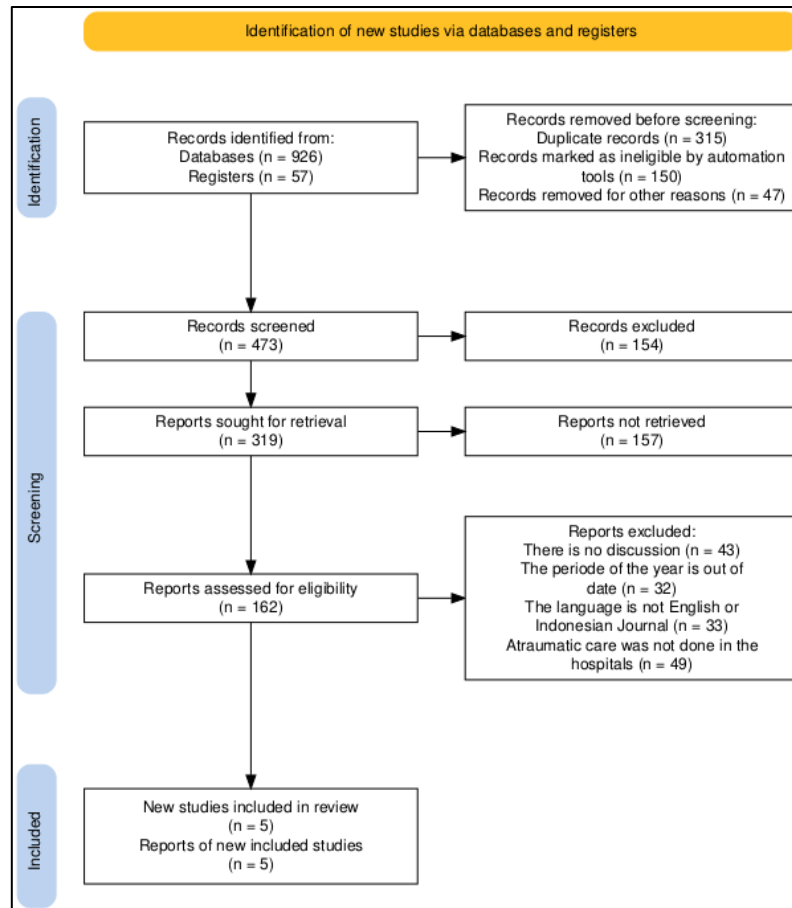 Identification of new studies via databases and registers
Identification
Records identified from:
Databases (n = 926)
Registers (n = 57)
Records removed before screening:
Duplicate records (n = 315)
Records marked as ineligible by automation
tools (n = 150)
Records removed for other reasons (n = 47)
Screening
Records screened
(n = 473)
Records excluded
(n = 154)
Reports sought for retrieval
(n = 319)
Reports not retrieved
(n = 157)
Reports assessed for eligibility
(n = 162)
Reports excluded:
There is no discussion (n = 43)
The periode of the year is out of
date (n = 32)
The language is not English or
Indonesian Journal (n = 33)
Atraumatic care was not done in the
hospitals (n = 49)
Included
New studies included in review
(n = 5)
Reports of new included studies
(n = 5)